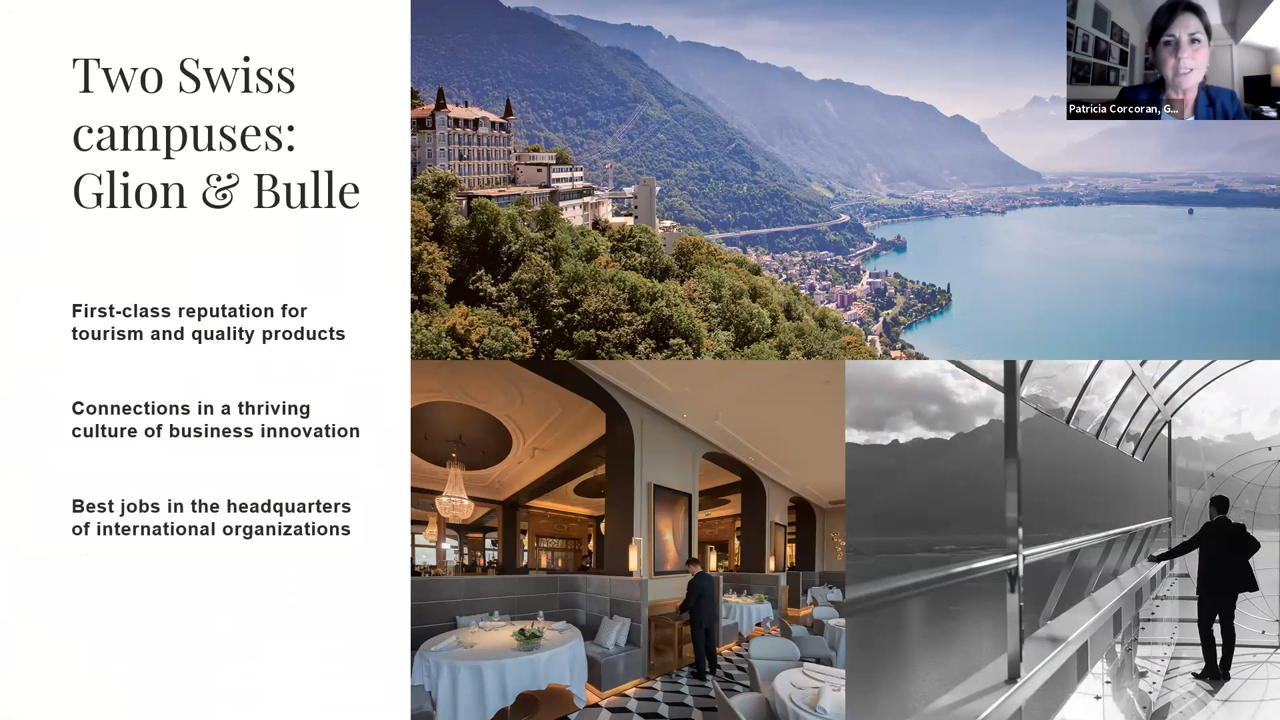 Two Swiss
campuses:
Glion & Bulle
First-class reputation for
tourism and quality products
Connections in a thriving
culture of business innovation
Best jobs in the headquarters
of international organizations
Patricia Corcoran, G...